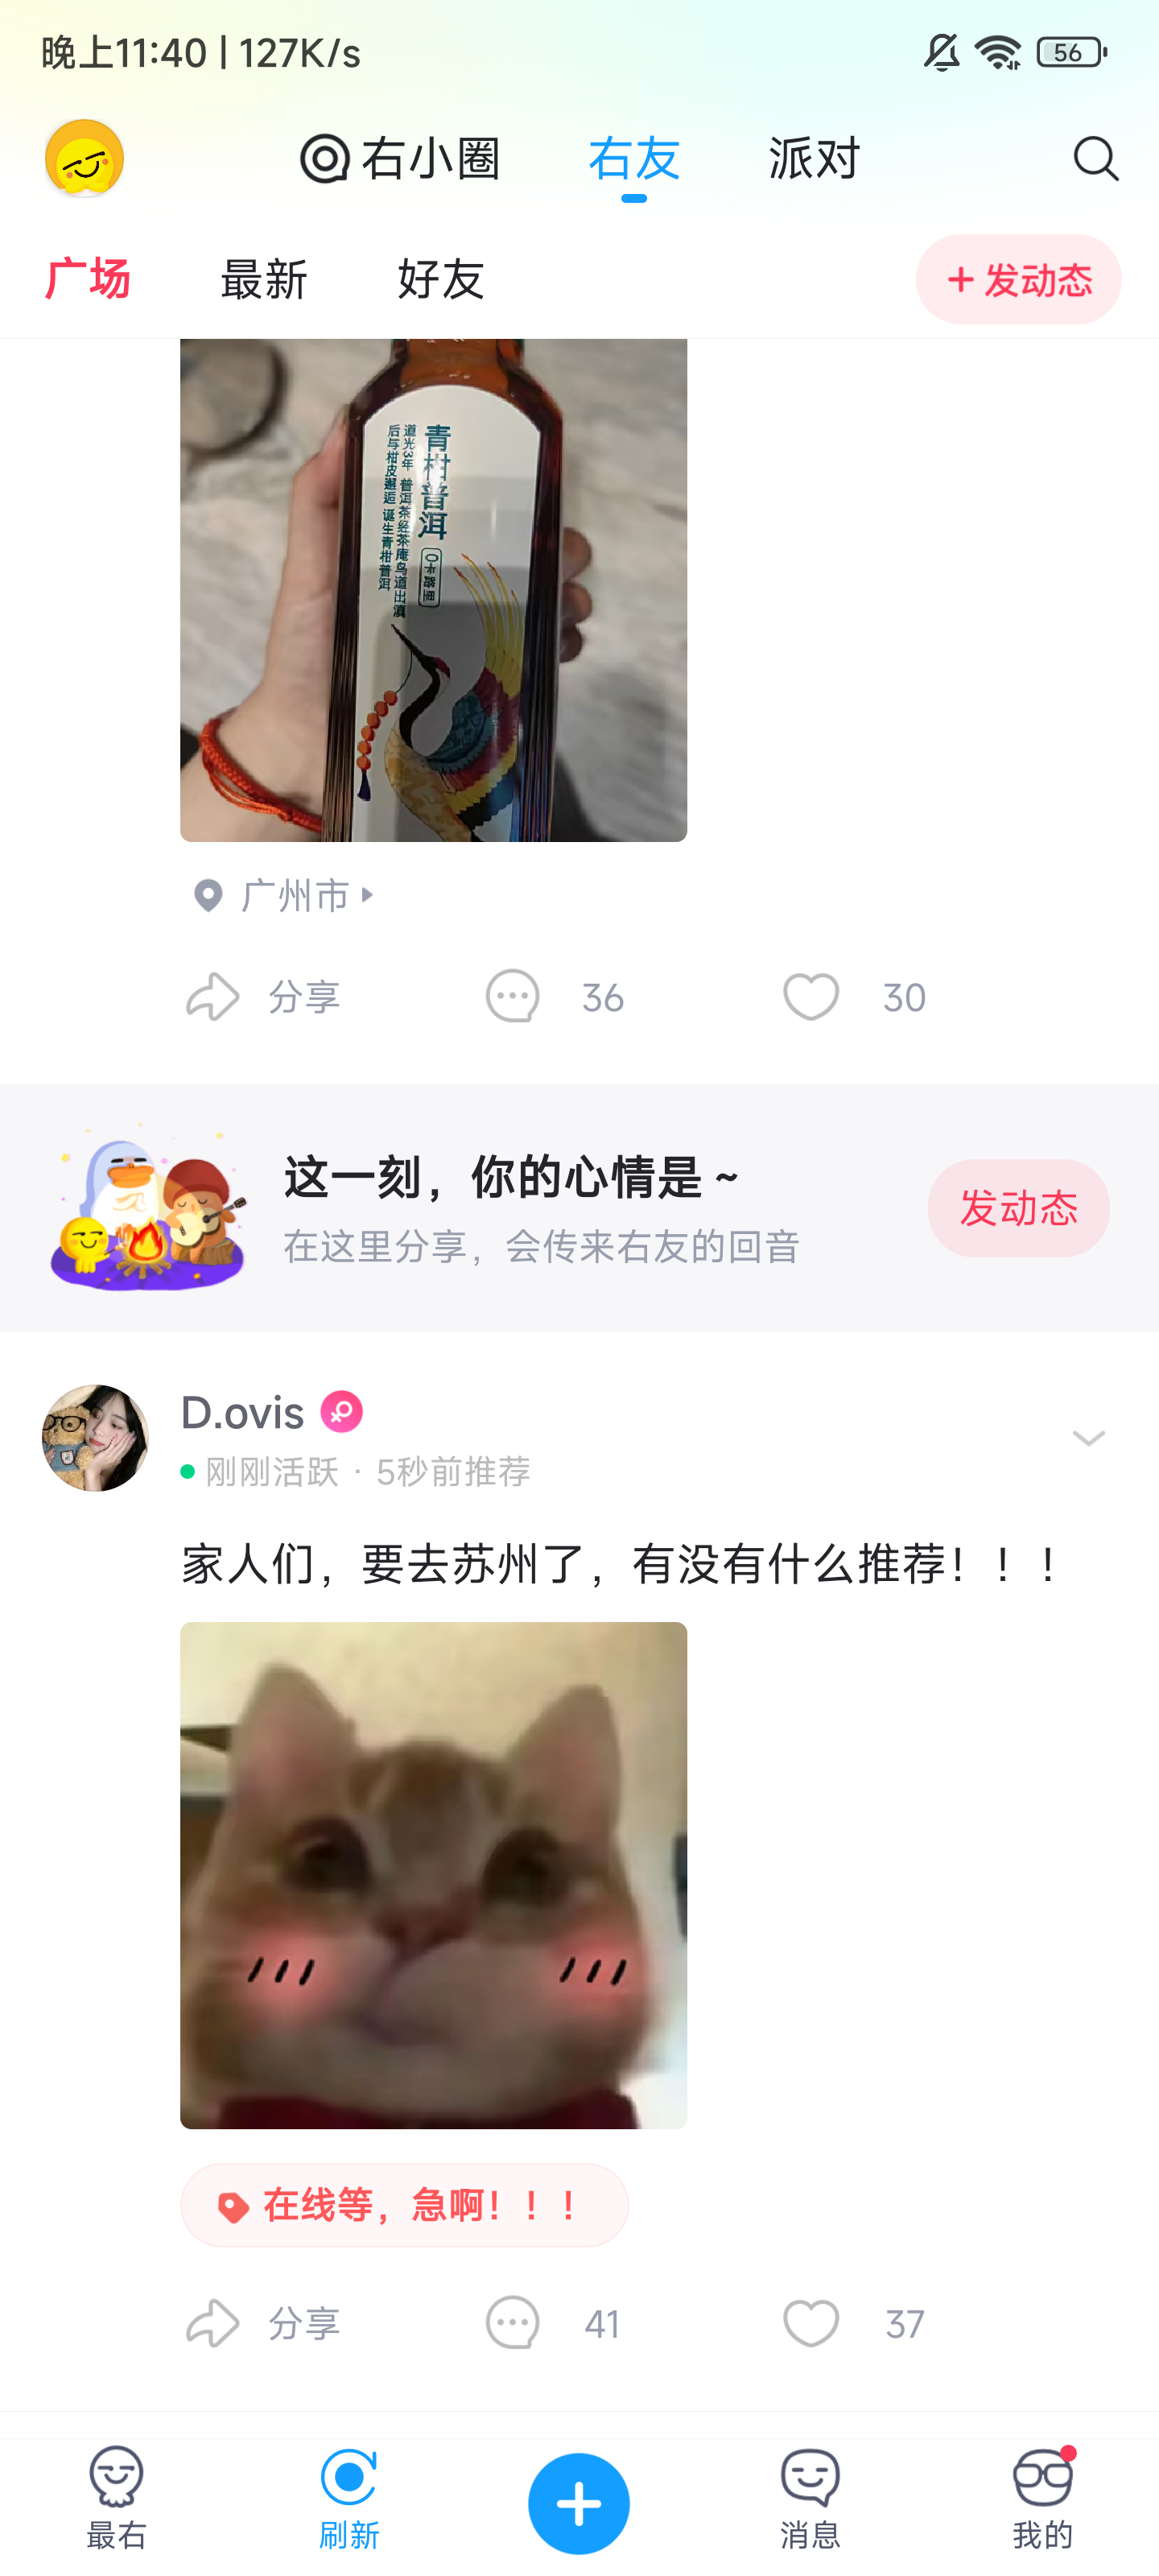 晚上11:40 | 127K/s
56
右小圈
右友
派对
广场
最新
好友
+ 发动态
青柑普洱
0卡路里
道光3年 普洱茶经茶庵鸟道出滇
后与柑皮邂逅 诞生青柑普洱
广州市
分享
36
30
这一刻，你的心情是~
发动态
在这里分享，会传来右友的回音
D.ovis
刚刚活跃 · 5秒前推荐
家人们，要去苏州了，有没有什么推荐！！！
在线等，急啊！！！
分享
41
37
最右
刷新
消息
我的